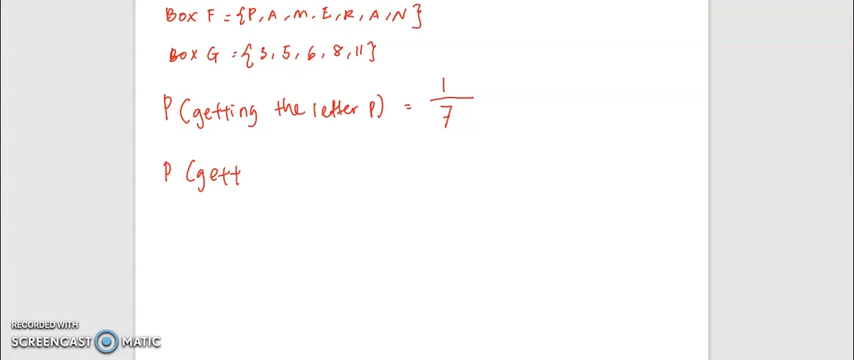 Box F = {P, A, M, E, R, A, N}
Box G = {3, 5, 6, 8, 11}
P (getting the letter P) = 1/7
P (gett
RECORDED WITH
SCREENCAST MATIC